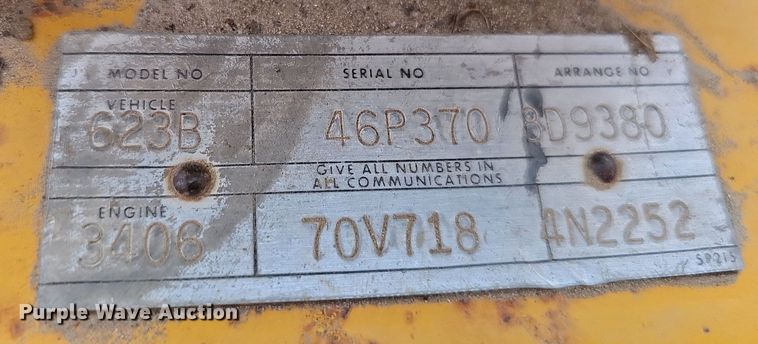 MODEL NO SERIAL NO ARRANGE NO
VEHICLE
623B 46P370 8D9380
GIVE ALL NUMBERS IN
ALL COMMUNICATIONS
ENGINE
3406 70V718 4N2252
SP215
Purple Wave Auction